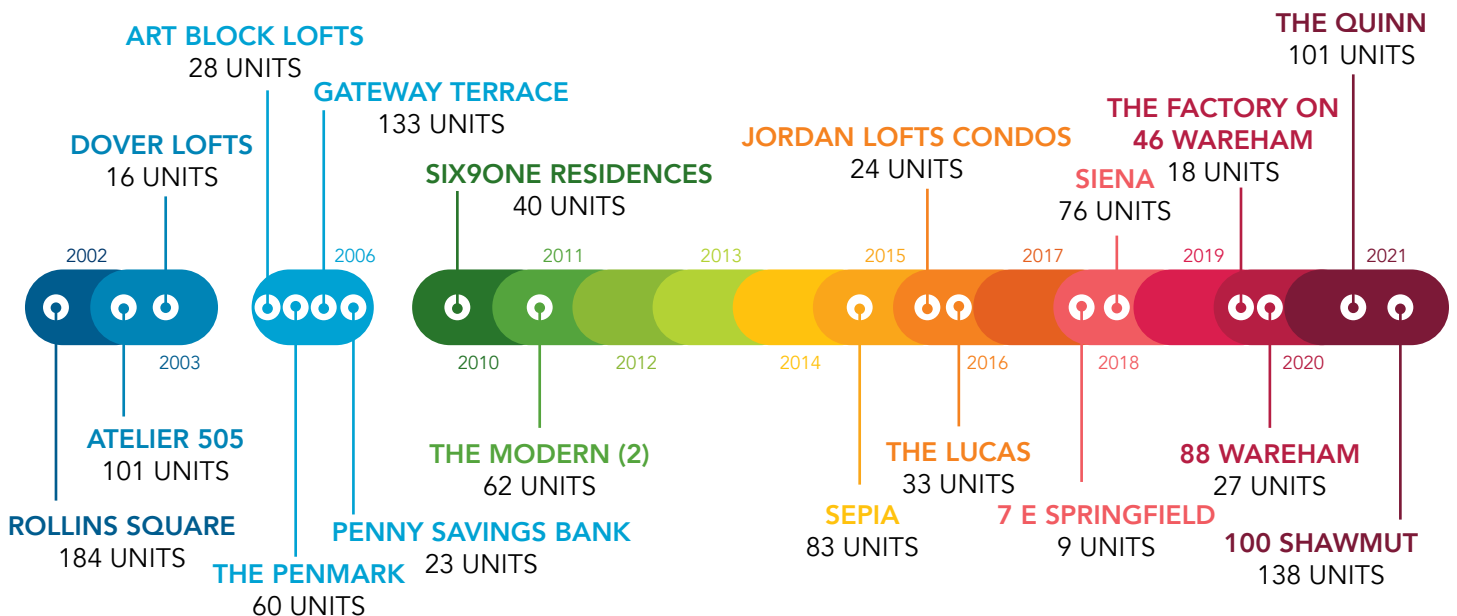 ART BLOCK LOFTS
28 UNITS
GATEWAY TERRACE
133 UNITS
DOVER LOFTS
16 UNITS
SIX9ONE RESIDENCES
40 UNITS
JORDAN LOFTS CONDOS
24 UNITS
SIENA
76 UNITS
THE FACTORY ON
46 WAREHAM
18 UNITS
THE QUINN
101 UNITS
2002
2006
2011
2013
2015
2017
2019
2021
2003
2010
2012
2014
2016
2018
2020
ROLLINS SQUARE
184 UNITS
ATELIER 505
101 UNITS
THE PENMARK
60 UNITS
PENNY SAVINGS BANK
23 UNITS
THE MODERN (2)
62 UNITS
SEPIA
83 UNITS
THE LUCAS
33 UNITS
7 E SPRINGFIELD
9 UNITS
88 WAREHAM
27 UNITS
100 SHAWMUT
138 UNITS